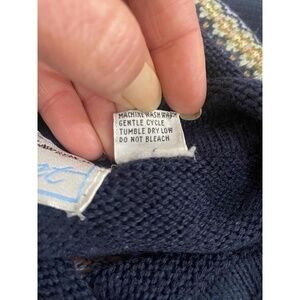 MACHINE WASH WARM
GENTLE CYCLE
TUMBLE DRY LOW
DO NOT BLEACH